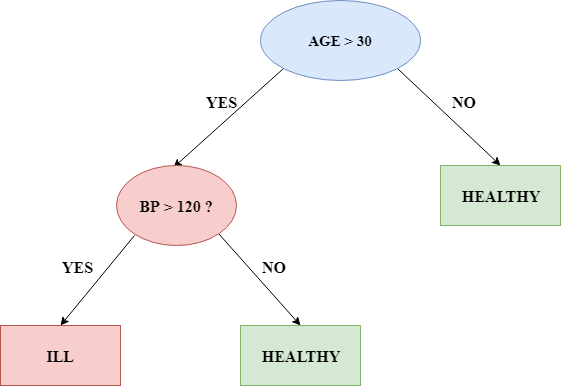 AGE > 30
YES
NO
HEALTHY
BP > 120 ?
YES
NO
ILL
HEALTHY